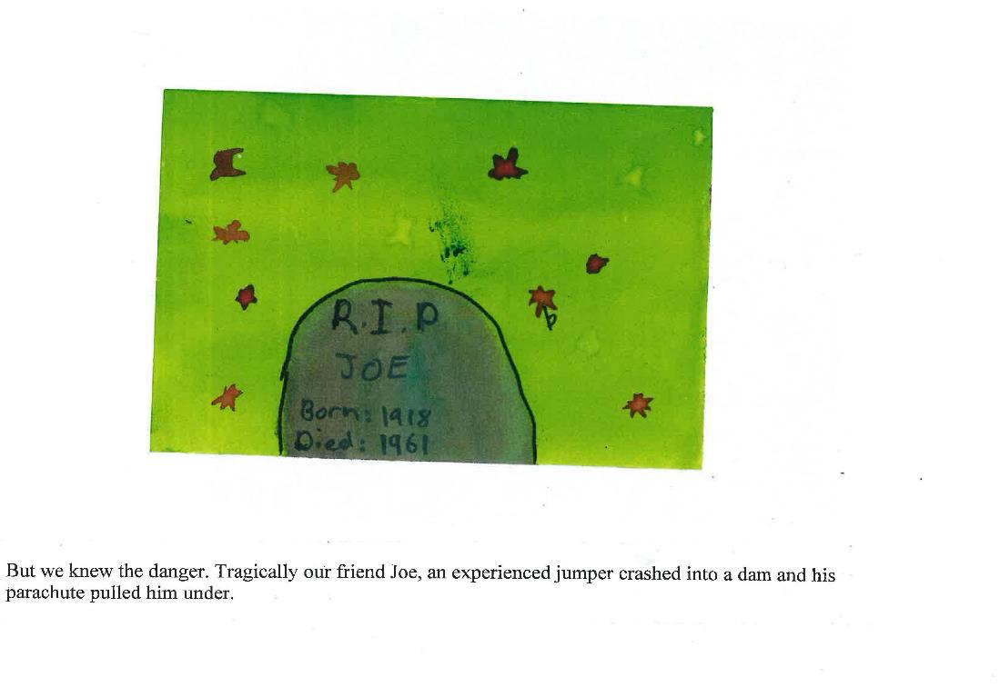 R.I.P
JOE
Born: 1918
Died: 1961
But we knew the danger. Tragically our friend Joe, an experienced jumper crashed into a dam and his
parachute pulled him under.